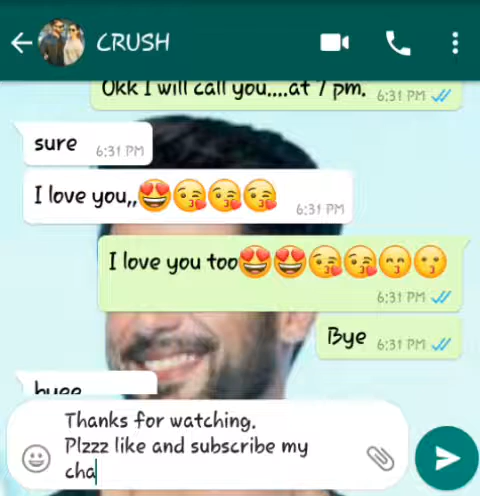 CRUSH
Okk I will call you....at 7 pm. 6:31 PM
sure 6:31 PM
I love you,,😍😘😘😘 6:31 PM
I love you too😍😍😘😘😙😗
6:31 PM
Bye 6:31 PM
byee
Thanks for watching.
Plzzz like and subscribe my
cha